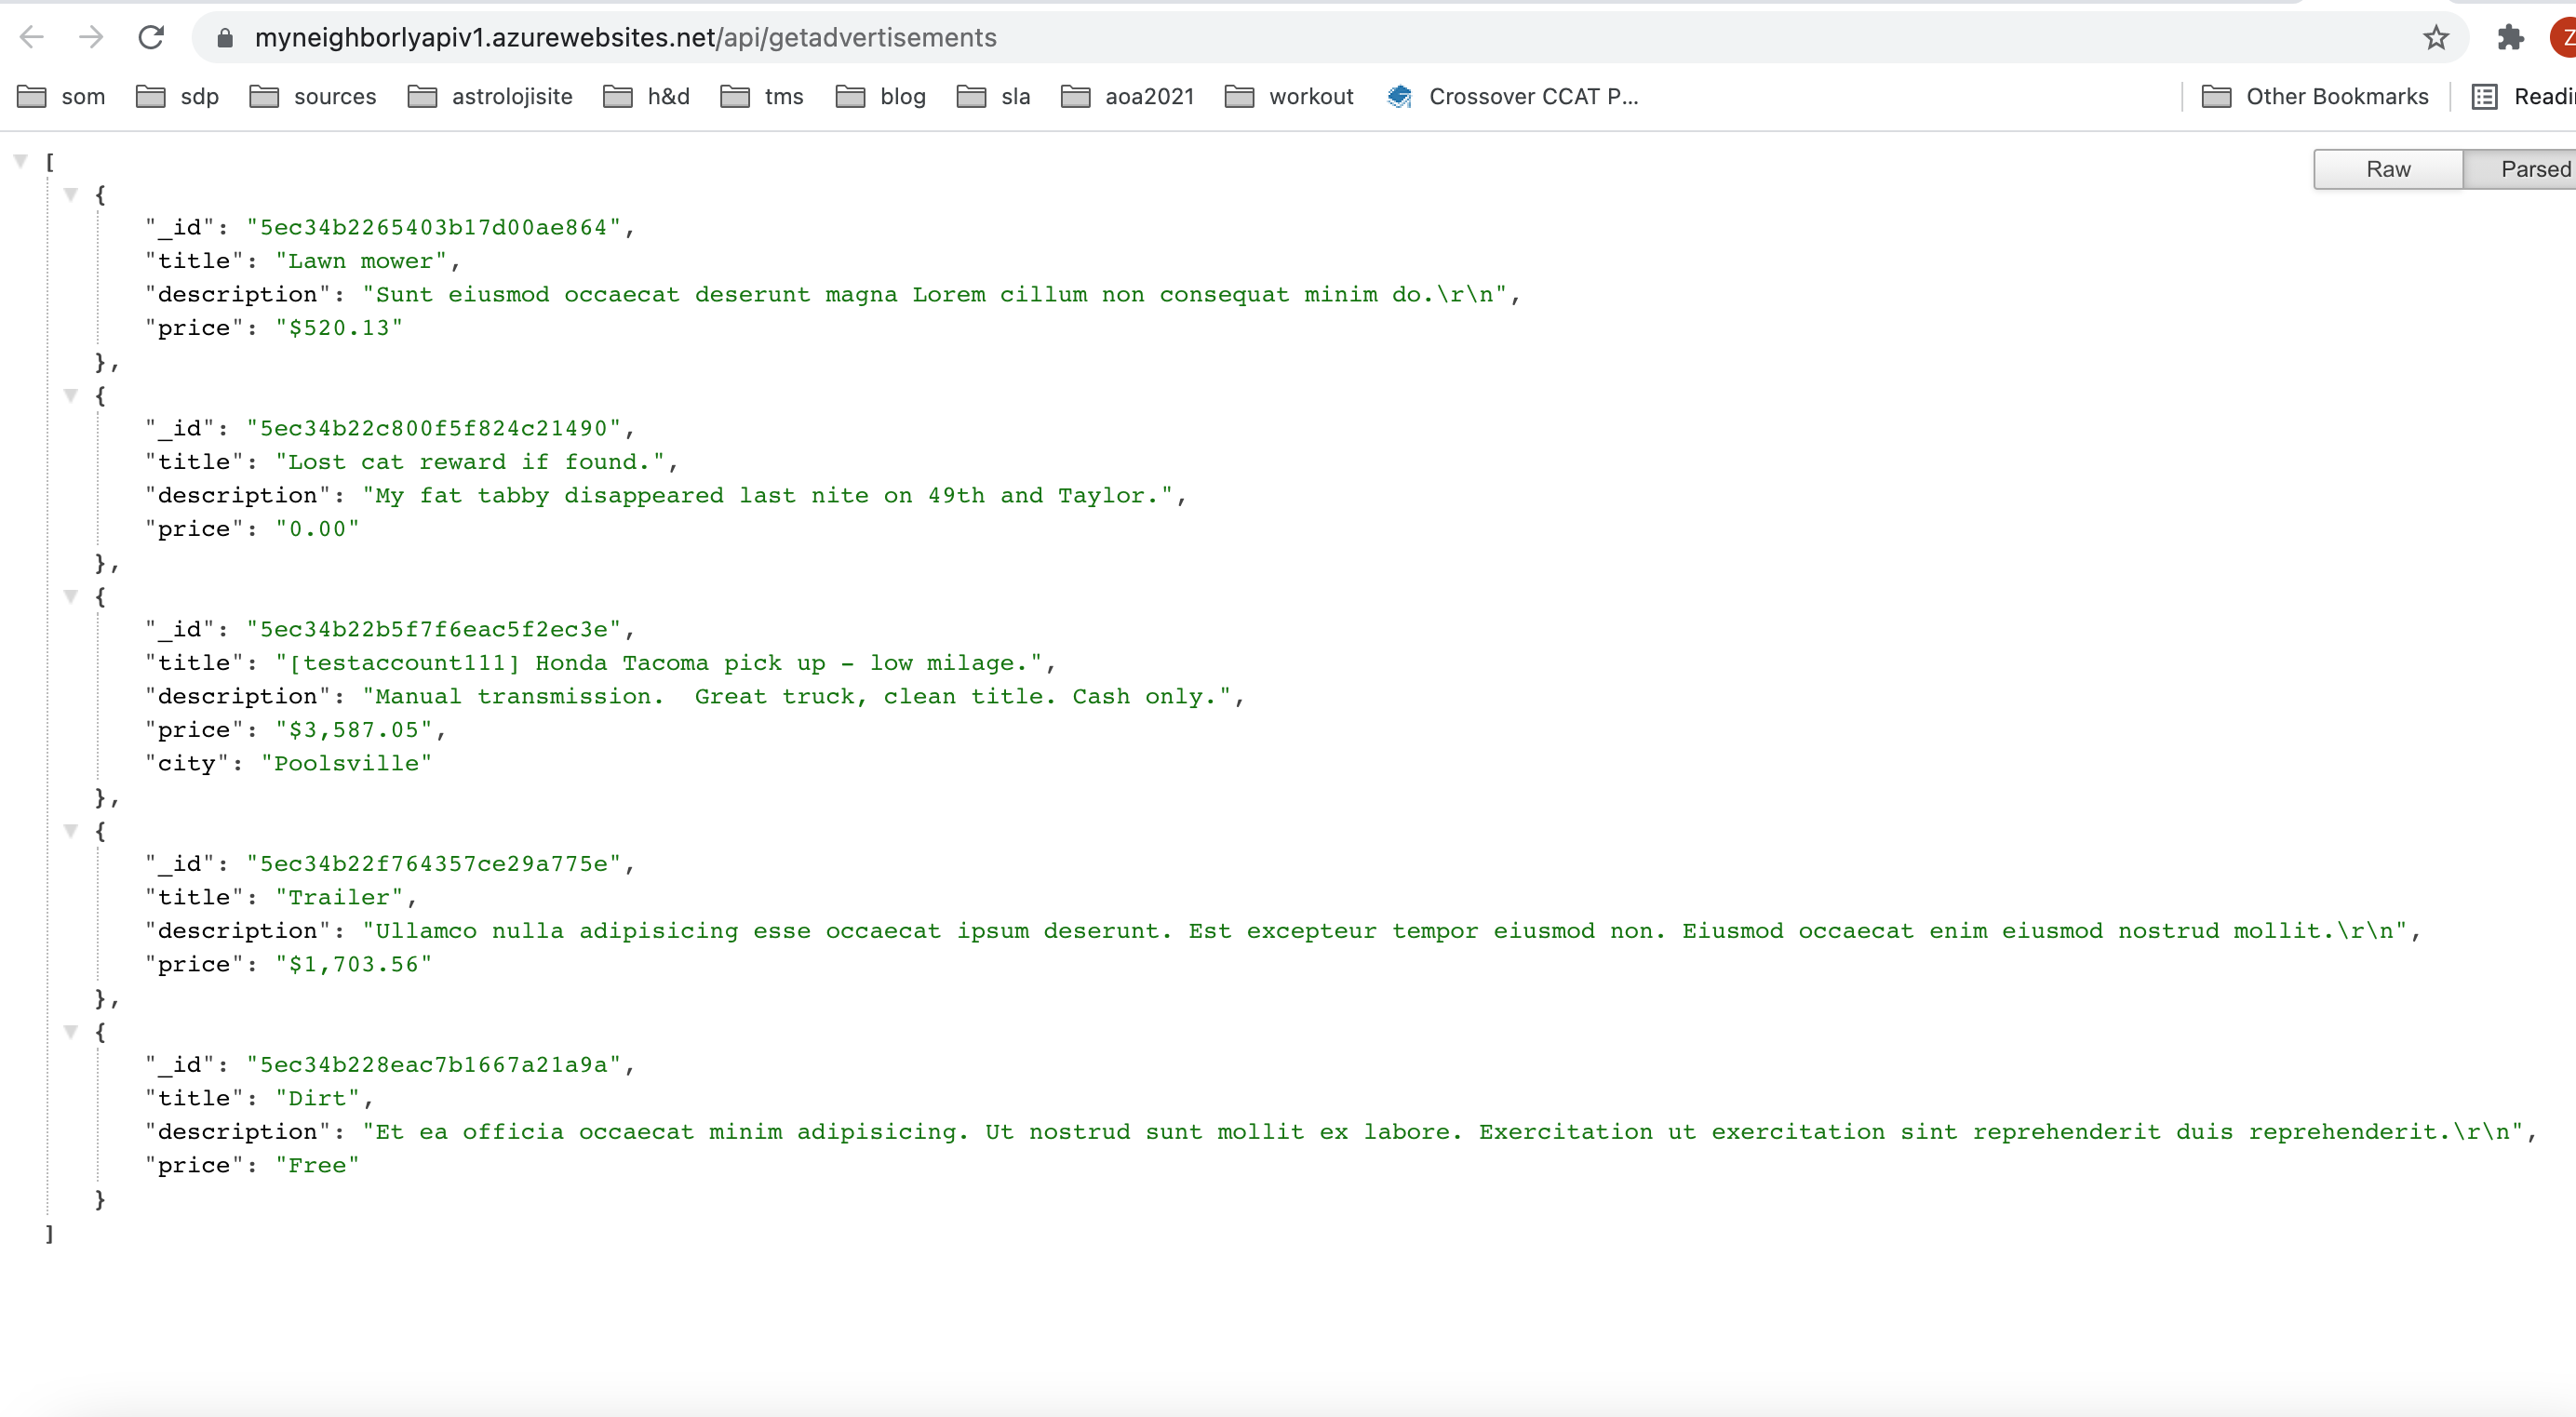 myneighborlyapiv1.azurewebsites.net/api/getadvertisements
Z
som sdp sources astrolojisite h&d tms blog sla aoa2021 workout Crossover CCAT P... Other Bookmarks Readi
Raw Parsed
[
{
"_id": "5ec34b2265403b17d00ae864",
"title": "Lawn mower",
"description": "Sunt eiusmod occaecat deserunt magna Lorem cillum non consequat minim do.\r\n",
"price": "$520.13"
},
{
"_id": "5ec34b22c800f5f824c21490",
"title": "Lost cat reward if found.",
"description": "My fat tabby disappeared last nite on 49th and Taylor.",
"price": "0.00"
},
{
"_id": "5ec34b22b5f7f6eac5f2ec3e",
"title": "[testaccount111] Honda Tacoma pick up - low milage.",
"description": "Manual transmission.  Great truck, clean title. Cash only.",
"price": "$3,587.05",
"city": "Poolsville"
},
{
"_id": "5ec34b22f764357ce29a775e",
"title": "Trailer",
"description": "Ullamco nulla adipisicing esse occaecat ipsum deserunt. Est excepteur tempor eiusmod non. Eiusmod occaecat enim eiusmod nostrud mollit.\r\n",
"price": "$1,703.56"
},
{
"_id": "5ec34b228eac7b1667a21a9a",
"title": "Dirt",
"description": "Et ea officia occaecat minim adipisicing. Ut nostrud sunt mollit ex labore. Exercitation ut exercitation sint reprehenderit duis reprehenderit.\r\n",
"price": "Free"
}
]